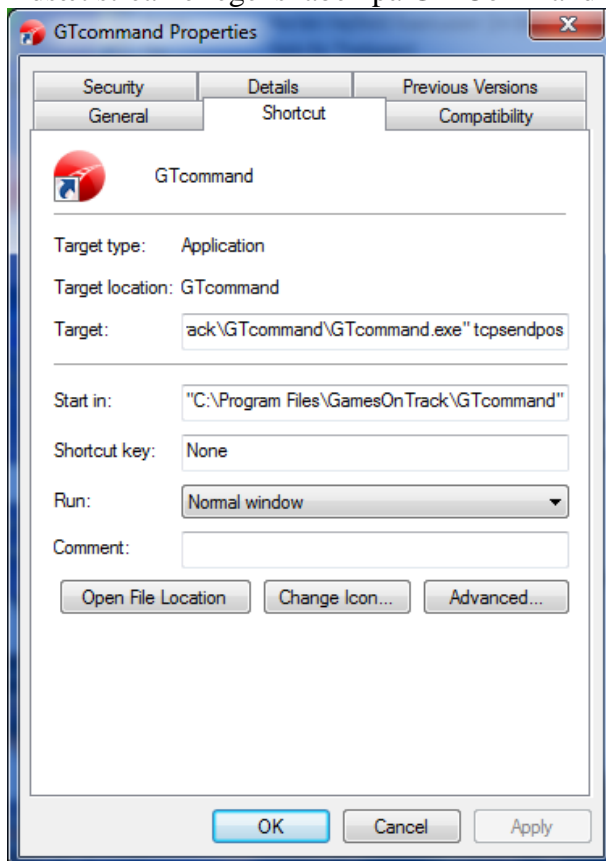 GTcommand Properties
Security Details Previous Versions
General Shortcut Compatibility
GTcommand
Target type: Application
Target location: GTcommand
Target: ack\GTcommand\GTcommand.exe" tcpsendpos
Start in: "C:\Program Files\GamesOnTrack\GTcommand"
Shortcut key: None
Run: Normal window
Comment:
Open File Location Change Icon... Advanced...
OK Cancel Apply